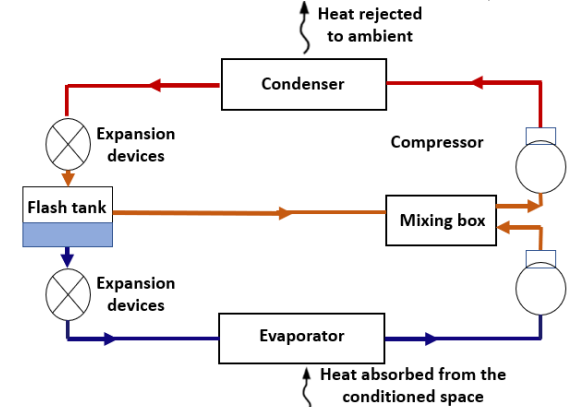 Heat rejected
to ambient
Condenser
Expansion
devices
Compressor
Flash tank
Mixing box
Expansion
devices
Evaporator
Heat absorbed from the
conditioned space